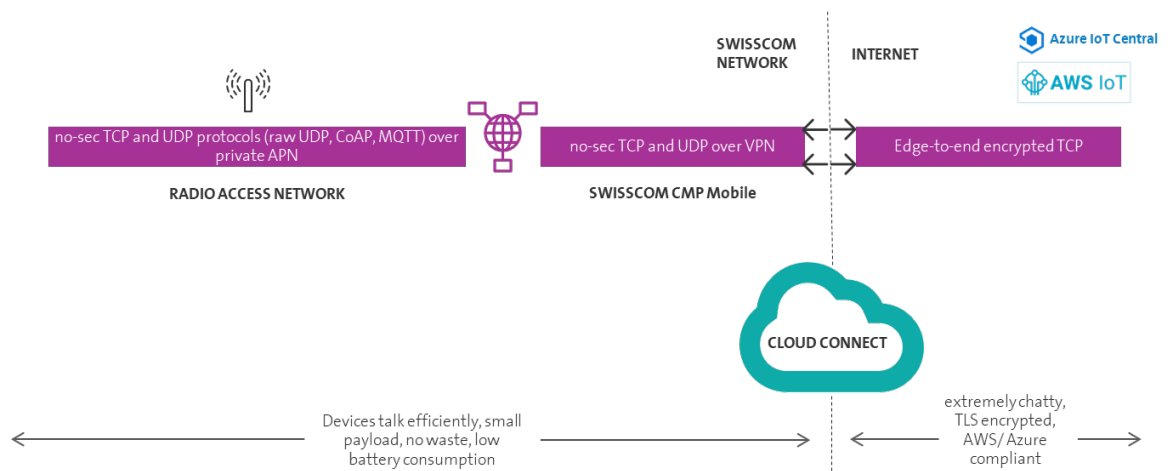 SWISSCOM
NETWORK
INTERNET
Azure IoT Central
AWS IoT
no-sec TCP and UDP protocols (raw UDP, CoAP, MQTT) over
private APN
no-sec TCP and UDP over VPN
Edge-to-end encrypted TCP
RADIO ACCESS NETWORK
SWISSCOM CMP Mobile
CLOUD CONNECT
Devices talk efficiently, small
payload, no waste, low
battery consumption
extremely chatty,
TLS encrypted,
AWS/ Azure
compliant